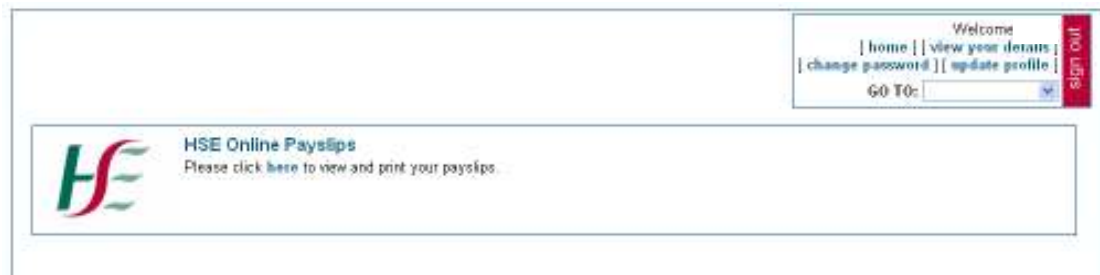 Welcome
[ home ] [ view your details ]
[ change password ] [ update profile ]
GO TO:
sign out
HSE
HSE Online Payslips
Please click here to view and print your payslips.